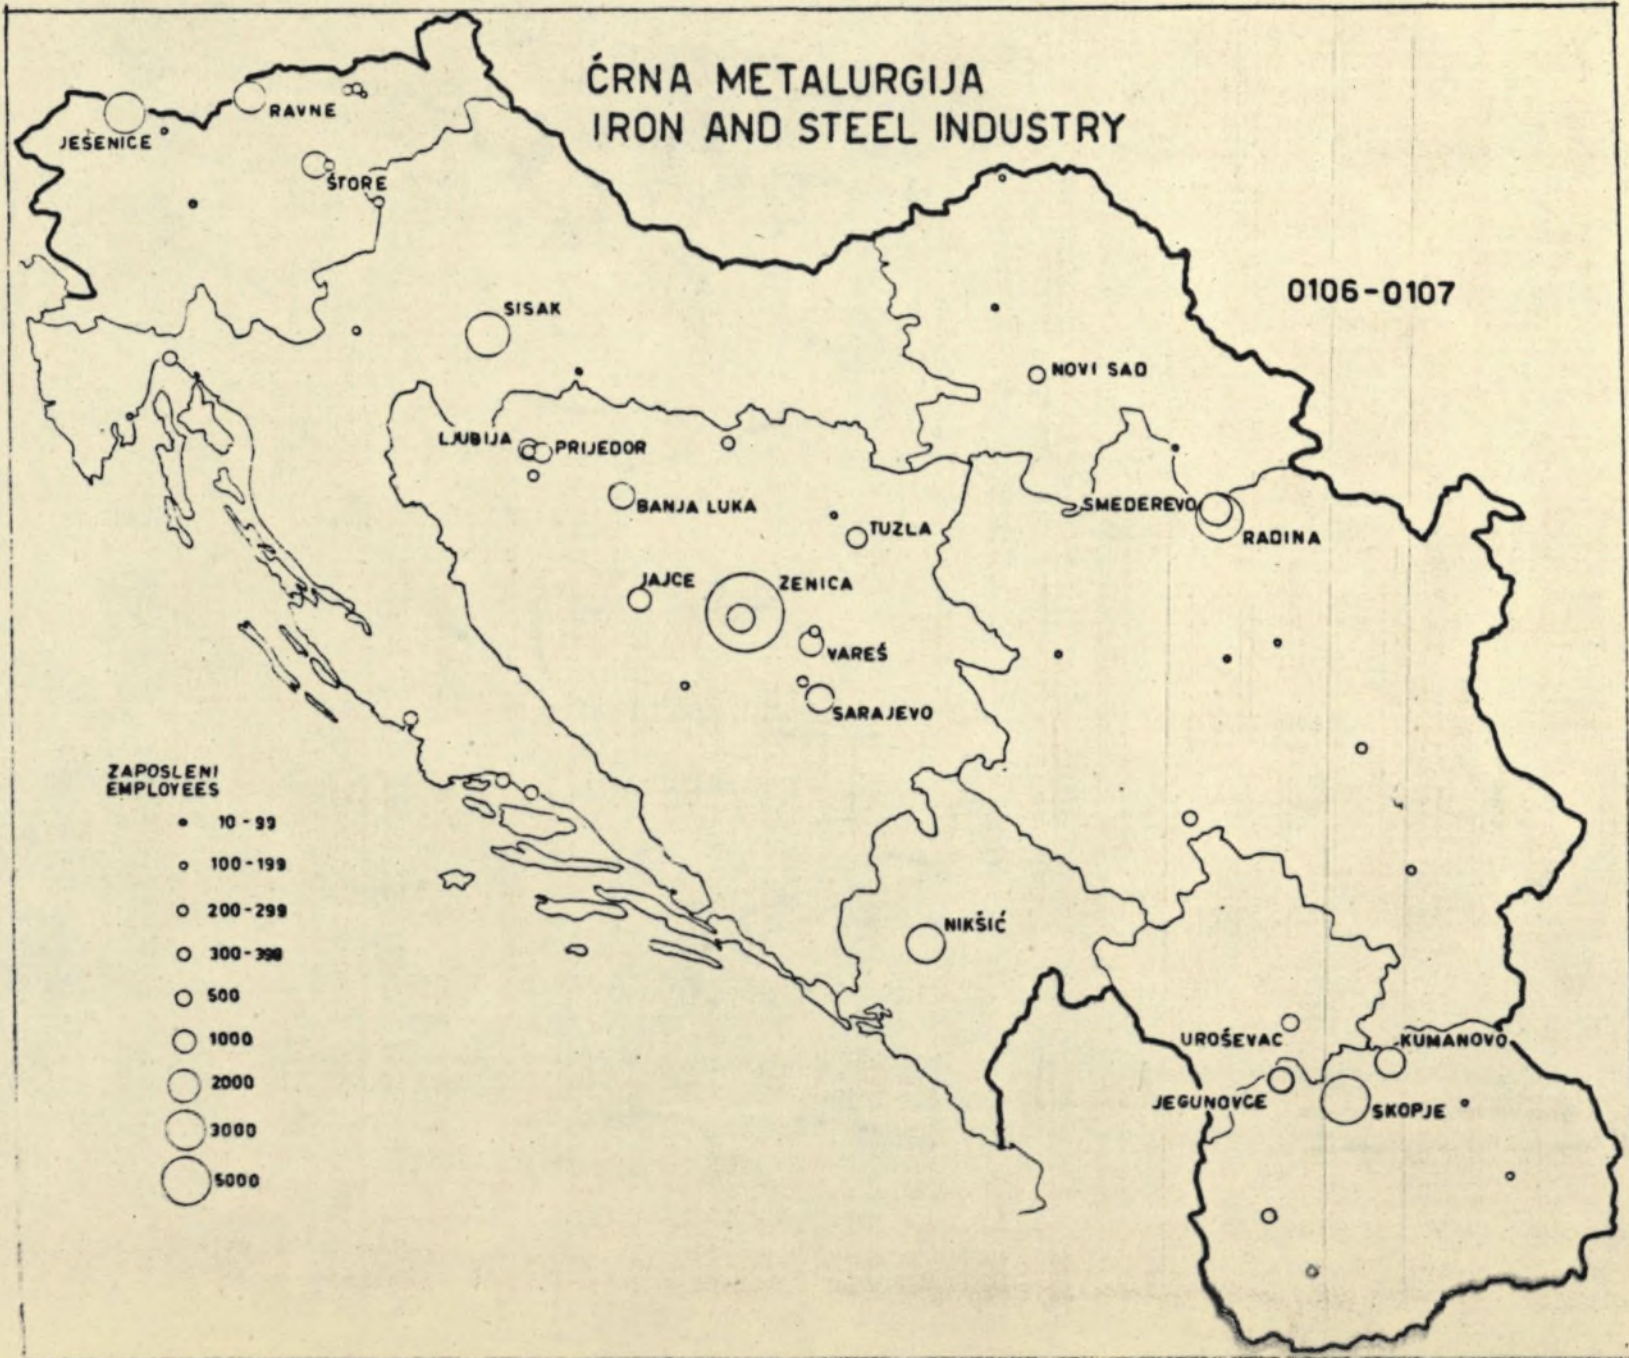 ĆRNA METALURGIJA
IRON AND STEEL INDUSTRY
RAVNE
JESENICE
ŠTORE
0106-0107
SISAK
NOVI SAD
LJUBIJA
PRIJEDOR
BANJA LUKA
SMEDEREVO
TUZLA
RADINA
JAJCE
ZENICA
VAREŠ
SARAJEVO
ZAPOSLENI
EMPLOYEES
10-99
100-199
200-299
300-399
500
1000
2000
3000
5000
NIKŠIĆ
UROŠEVAC
KUMANOVO
JEGUNOVCE
SKOPJE